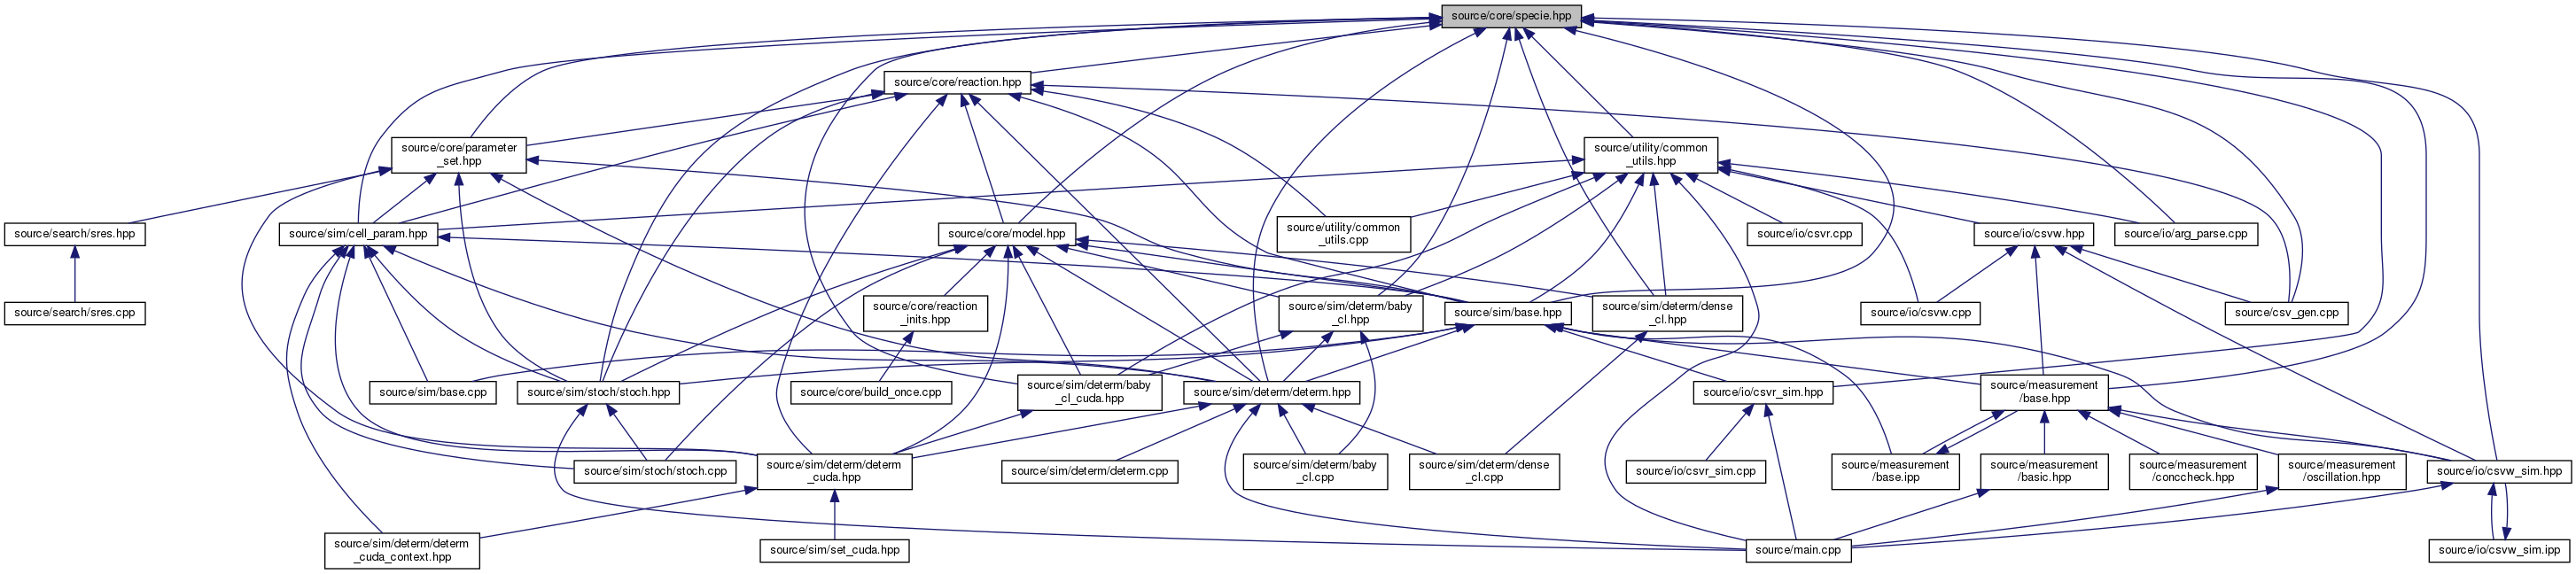 source/core/specie.hpp
source/core/reaction.hpp
source/core/parameter
_set.hpp
source/utility/common
_utils.hpp
source/search/sres.hpp
source/sim/cell_param.hpp
source/core/model.hpp
source/utility/common
_utils.cpp
source/io/csvr.cpp
source/io/csvw.hpp
source/io/arg_parse.cpp
source/search/sres.cpp
source/core/reaction
_inits.hpp
source/sim/determ/baby
_cl.hpp
source/sim/base.hpp
source/sim/determ/dense
_cl.hpp
source/io/csvw.cpp
source/csv_gen.cpp
source/sim/base.cpp
source/sim/stoch/stoch.hpp
source/core/build_once.cpp
source/sim/determ/baby
_cl_cuda.hpp
source/sim/determ/determ.hpp
source/io/csvr_sim.hpp
source/measurement
/base.hpp
source/sim/stoch/stoch.cpp
source/sim/determ/determ
_cuda.hpp
source/sim/determ/determ.cpp
source/sim/determ/baby
_cl.cpp
source/sim/determ/dense
_cl.cpp
source/io/csvr_sim.cpp
source/measurement
/base.ipp
source/measurement
/basic.hpp
source/measurement
/conccheck.hpp
source/measurement
/oscillation.hpp
source/io/csvw_sim.hpp
source/sim/determ/determ
_cuda_context.hpp
source/sim/set_cuda.hpp
source/main.cpp
source/io/csvw_sim.ipp